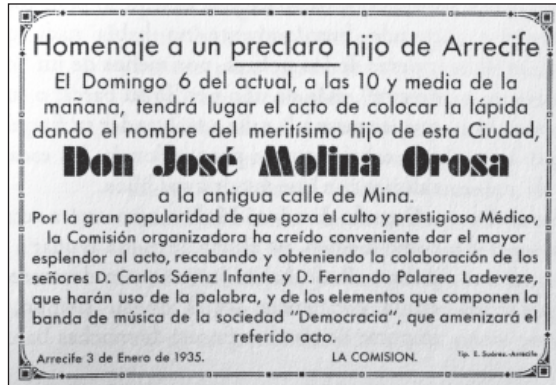 Homenaje a un preclaro hijo de Arrecife
El Domingo 6 del actual, a las 10 y media de la
mañana, tendrá lugar el acto de colocar la lápida
dando el nombre del meritísimo hijo de esta Ciudad,
Don José Molina Orosa
a la antigua calle de Mina.
Por la gran popularidad de que goza el culto y prestigioso Médico,
la Comisión organizadora ha creído conveniente dar el mayor
esplendor al acto, recabando y obteniendo la colaboración de los
señores D. Carlos Sáenz Infante y D. Fernando Palarea Ladeveze,
que harán uso de la palabra, y de los elementos que componen la
banda de música de la sociedad "Democracia", que amenizará el
referido acto.
Arrecife 3 de Enero de 1935. LA COMISION. Tip. E. Suárez.-Arrecife